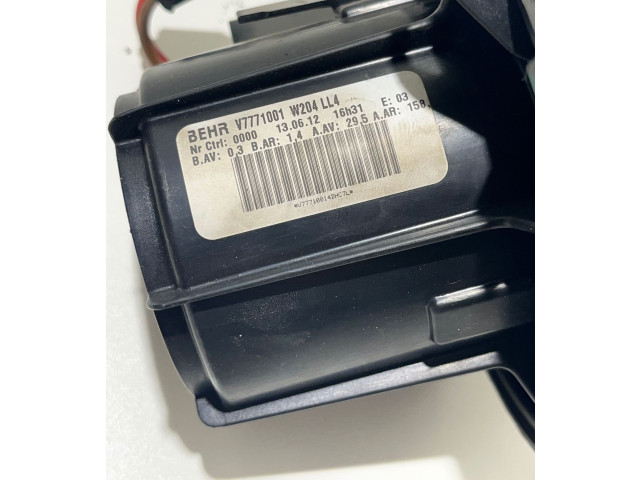 BEHR V7771001 W204 LL4
Nr Ctrl: 0000 13.06.12 16h31 E: 03
B.AV: 0,3 B.AR: 1,4 A.AV: 29,5 A.AR: 150,